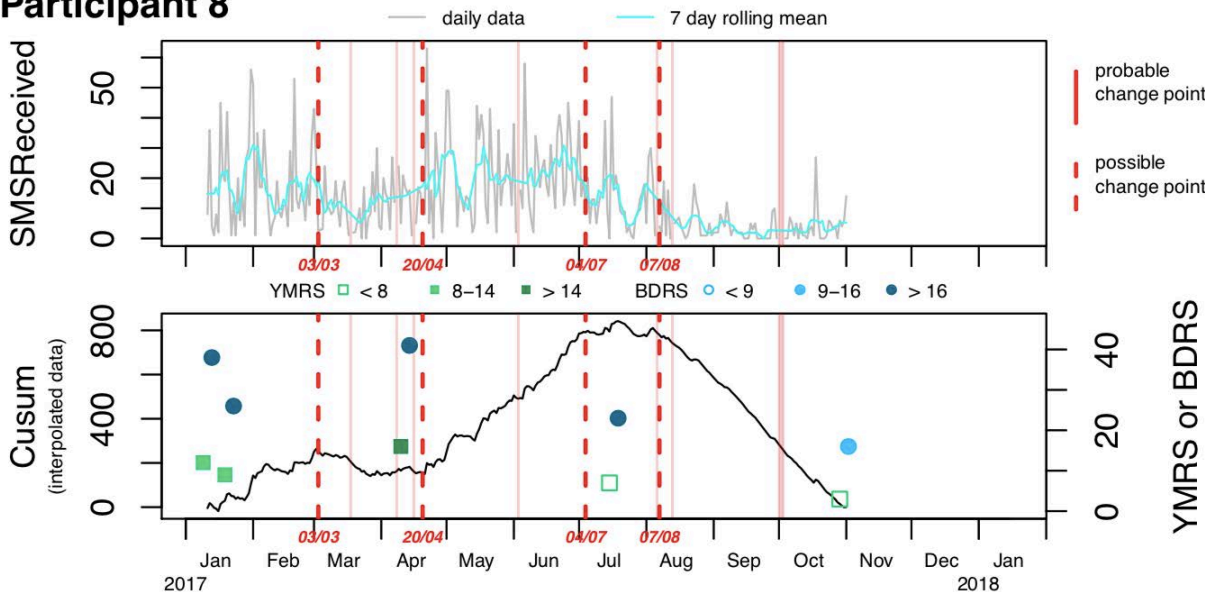 Participant 8
daily data 7 day rolling mean
SMSReceived
50
20
0
probable
change point
possible
change point
03/03 20/04 04/07 07/08
YMRS < 8 8–14 > 14 BDRS < 9 9–16 > 16
Cusum
(interpolated data)
800
400
0
40
20
0
YMRS or BDRS
03/03 20/04 04/07 07/08
Jan Feb Mar Apr May Jun Jul Aug Sep Oct Nov Dec Jan
2017 2018